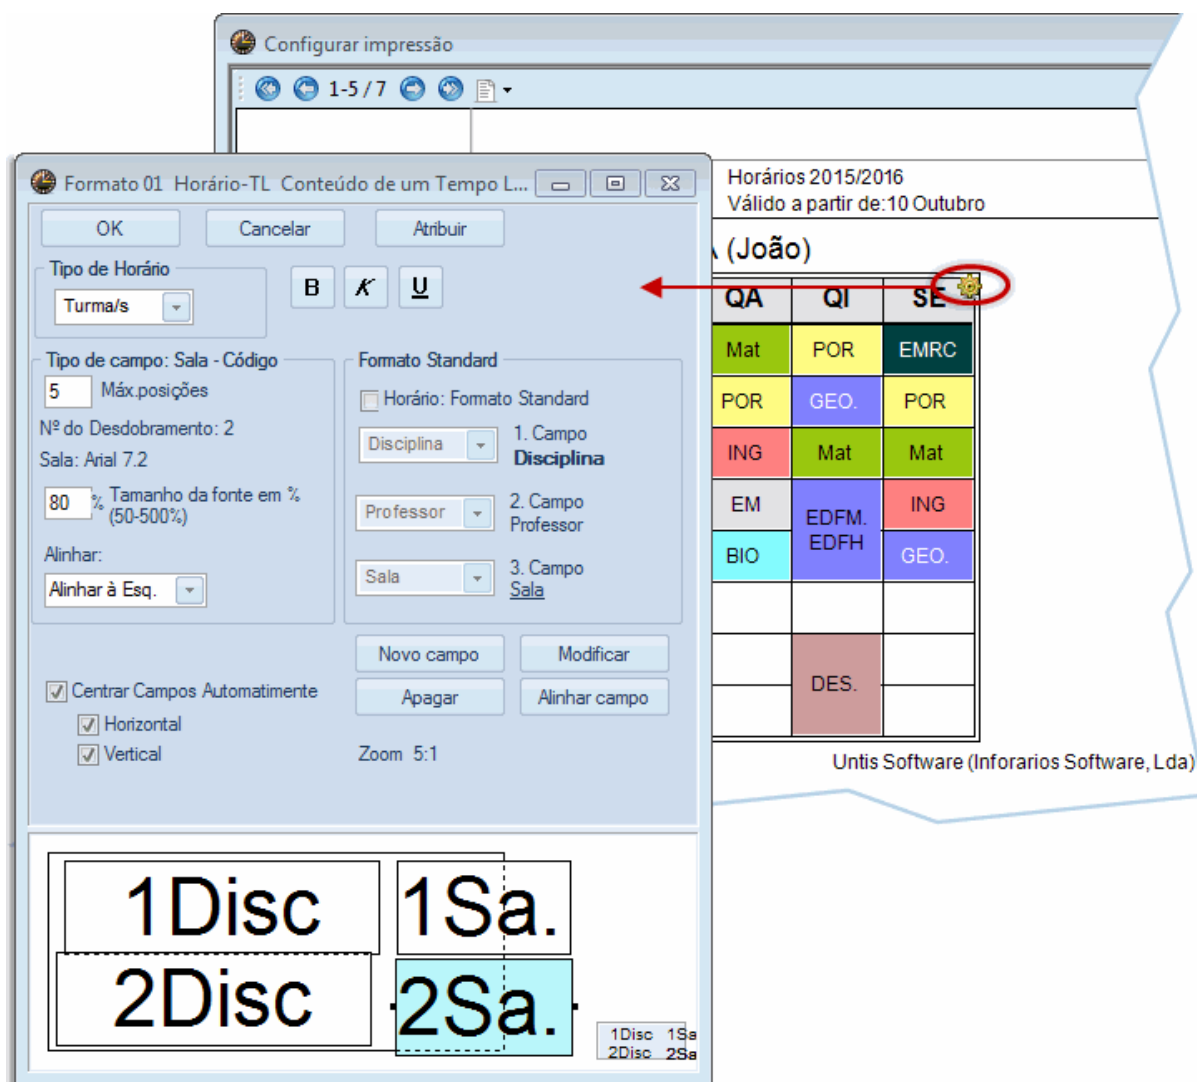 Configurar impressão
1-5 / 7
Formato 01 Horário-TL Conteúdo de um Tempo L...
OK Cancelar Atribuir
Tipo de Horário
Turma/s
B K U
Tipo de campo: Sala - Código
5 Máx.posições
Nº do Desdobramento: 2
Sala: Arial 7.2
80 % Tamanho da fonte em %
(50-500%)
Alinhar:
Alinhar à Esq.
Formato Standard
Horário: Formato Standard
Disciplina 1. Campo
Disciplina
Professor 2. Campo
Professor
Sala 3. Campo
Sala
Novo campo Modificar
Apagar Alinhar campo
Centrar Campos Automatimente
Horizontal
Vertical
Zoom 5:1
1Disc 1Sa.
2Disc 2Sa.
1Disc 1Sa
2Disc 2Sa
Horários 2015/2016
Válido a partir de:10 Outubro
(João)
QA QI SE
Mat POR EMRC
POR GEO. POR
ING Mat Mat
EM EDFM. ING
BIO EDFH GEO.
DES.
Untis Software (Inforarios Software, Lda)